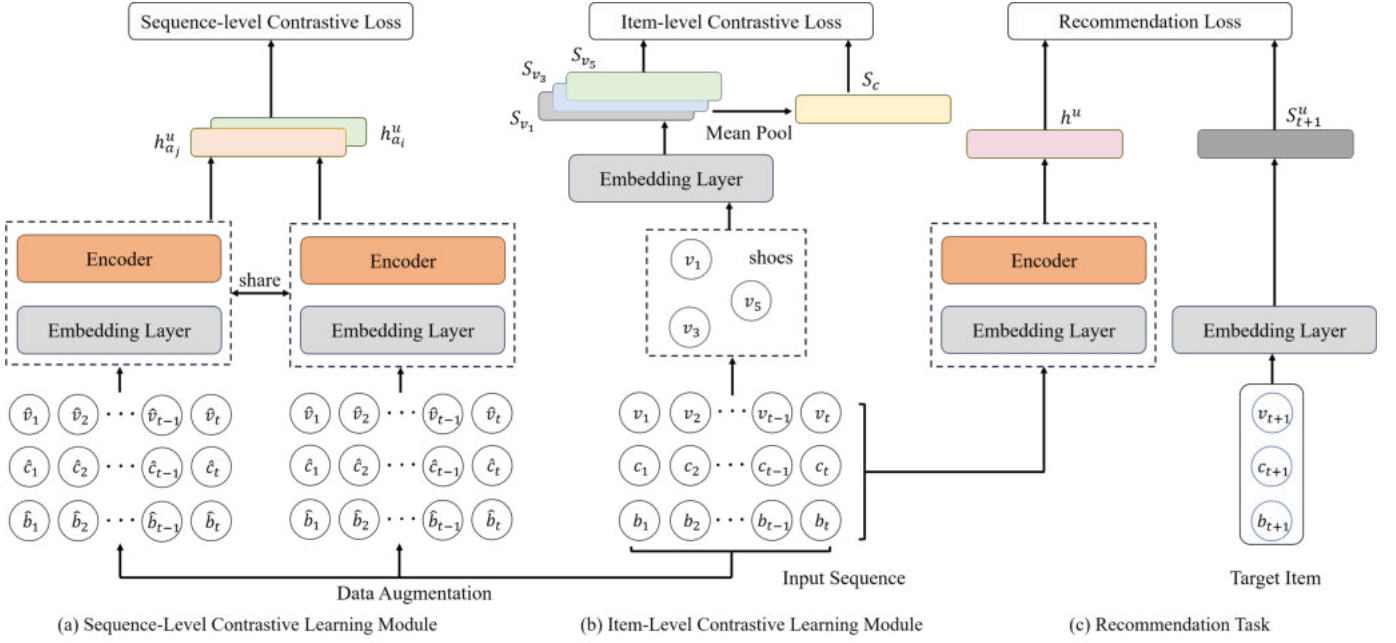 Sequence-level Contrastive Loss
Item-level Contrastive Loss
Recommendation Loss
S_{v_5}
S_{v_3}
S_{v_1}
S_c
Mean Pool
h^u_{a_j}
h^u_{a_i}
h^u
S^u_{t+1}
Embedding Layer
Encoder
Embedding Layer
share
Encoder
Embedding Layer
v_1
shoes
v_5
v_3
Encoder
Embedding Layer
Embedding Layer
v̂_1 v̂_2 ··· v̂_{t-1} v̂_t
ĉ_1 ĉ_2 ··· ĉ_{t-1} ĉ_t
b̂_1 b̂_2 ··· b̂_{t-1} b̂_t
v̂_1 v̂_2 ··· v̂_{t-1} v̂_t
ĉ_1 ĉ_2 ··· ĉ_{t-1} ĉ_t
b̂_1 b̂_2 ··· b̂_{t-1} b̂_t
v_1 v_2 ··· v_{t-1} v_t
c_1 c_2 ··· c_{t-1} c_t
b_1 b_2 ··· b_{t-1} b_t
v_{t+1}
c_{t+1}
b_{t+1}
Data Augmentation
Input Sequence
Target Item
(a) Sequence-Level Contrastive Learning Module
(b) Item-Level Contrastive Learning Module
(c) Recommendation Task